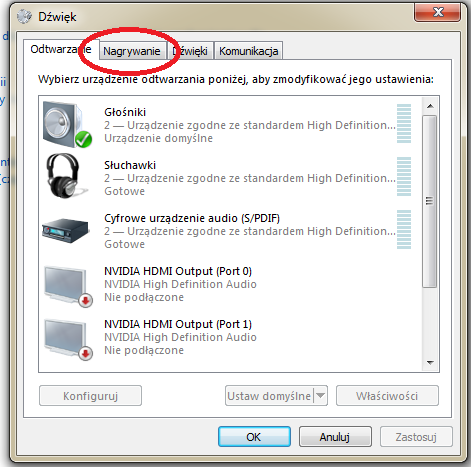 Dźwięk
Odtwarzanie Nagrywanie Dźwięki Komunikacja
Wybierz urządzenie odtwarzania poniżej, aby zmodyfikować jego ustawienia:
Głośniki
2 — Urządzenie zgodne ze standardem High Definition...
Urządzenie domyślne
Słuchawki
2 — Urządzenie zgodne ze standardem High Definition...
Gotowe
Cyfrowe urządzenie audio (S/PDIF)
2 — Urządzenie zgodne ze standardem High Definition...
Gotowe
NVIDIA HDMI Output (Port 0)
NVIDIA High Definition Audio
Nie podłączone
NVIDIA HDMI Output (Port 1)
NVIDIA High Definition Audio
Nie podłączone
Konfiguruj Ustaw domyślne Właściwości
OK Anuluj Zastosuj